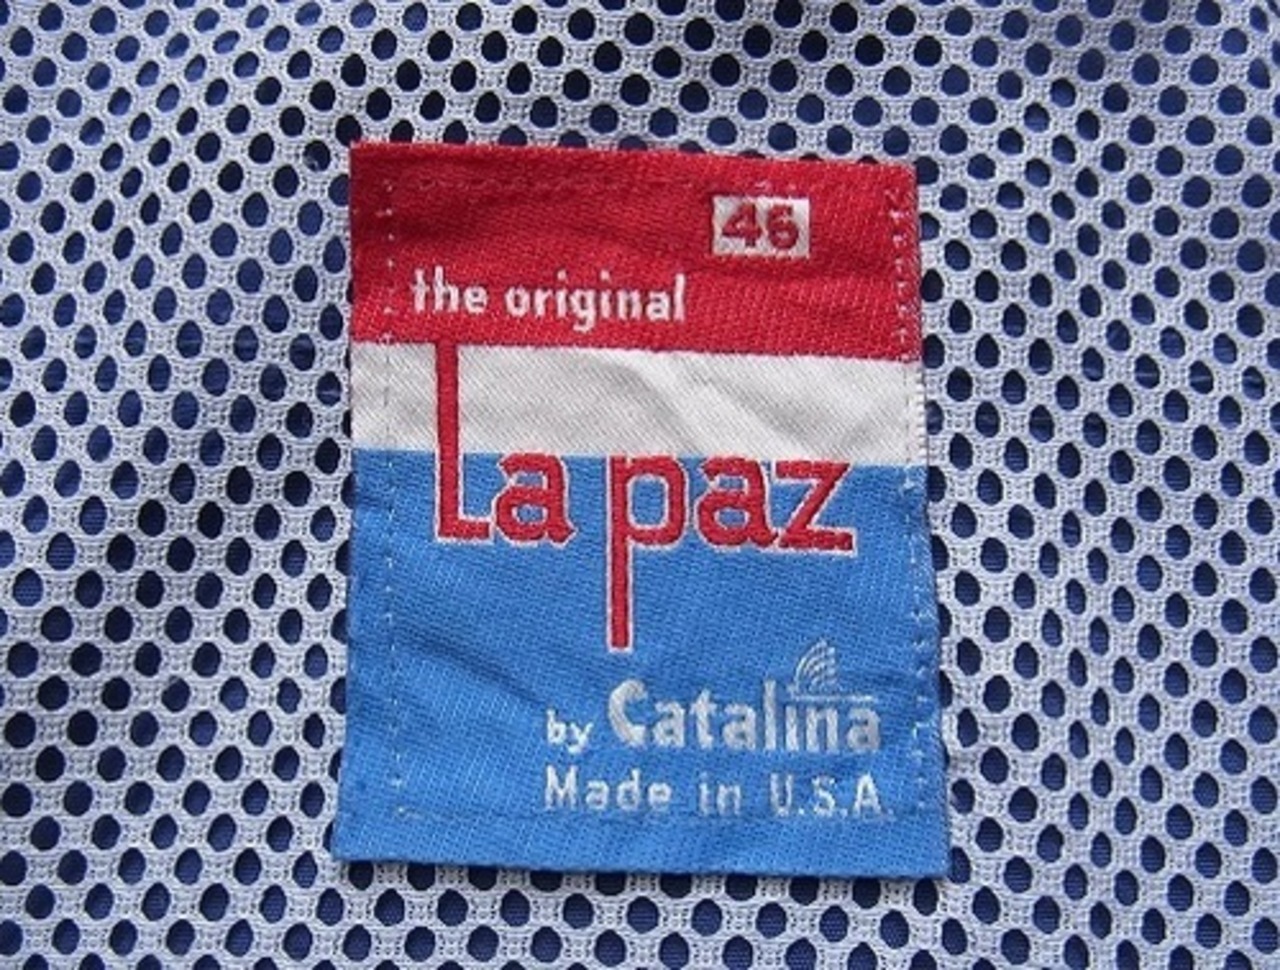 46
the original
La paz
by Catalina
Made in U.S.A.